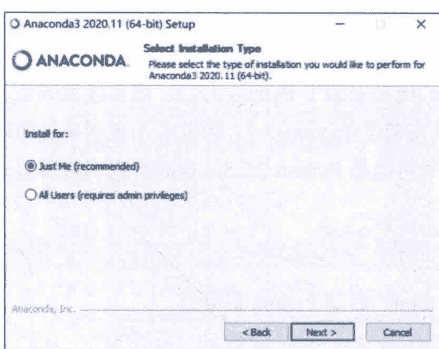 Anaconda3 2020.11 (64-bit) Setup
ANACONDA.
Select Installation Type
Please select the type of installation you would like to perform for
Anaconda3 2020.11 (64-bit).
Install for:
Just Me (recommended)
All Users (requires admin privileges)
Anaconda, Inc.
< Back
Next >
Cancel